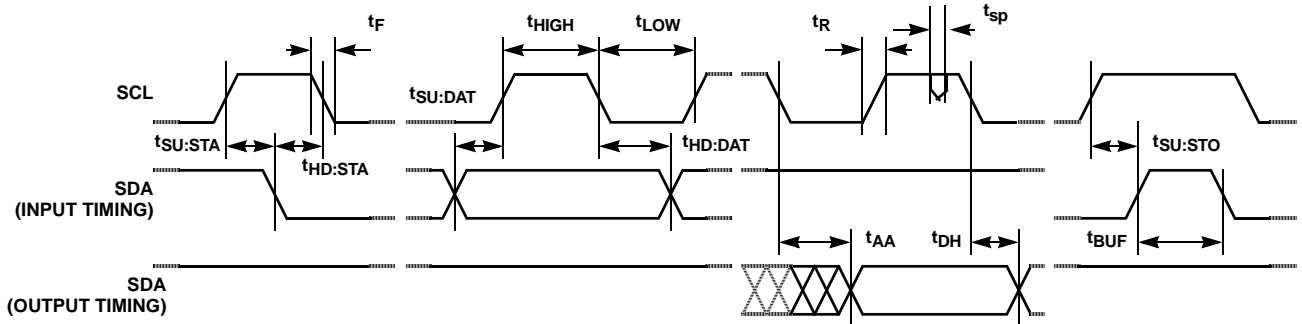 tF
tHIGH
tLOW
tR
tsp
SCL
tSU:DAT
tSU:STA
tHD:STA
tHD:DAT
tSU:STO
SDA
(INPUT TIMING)
tAA
tDH
tBUF
SDA
(OUTPUT TIMING)